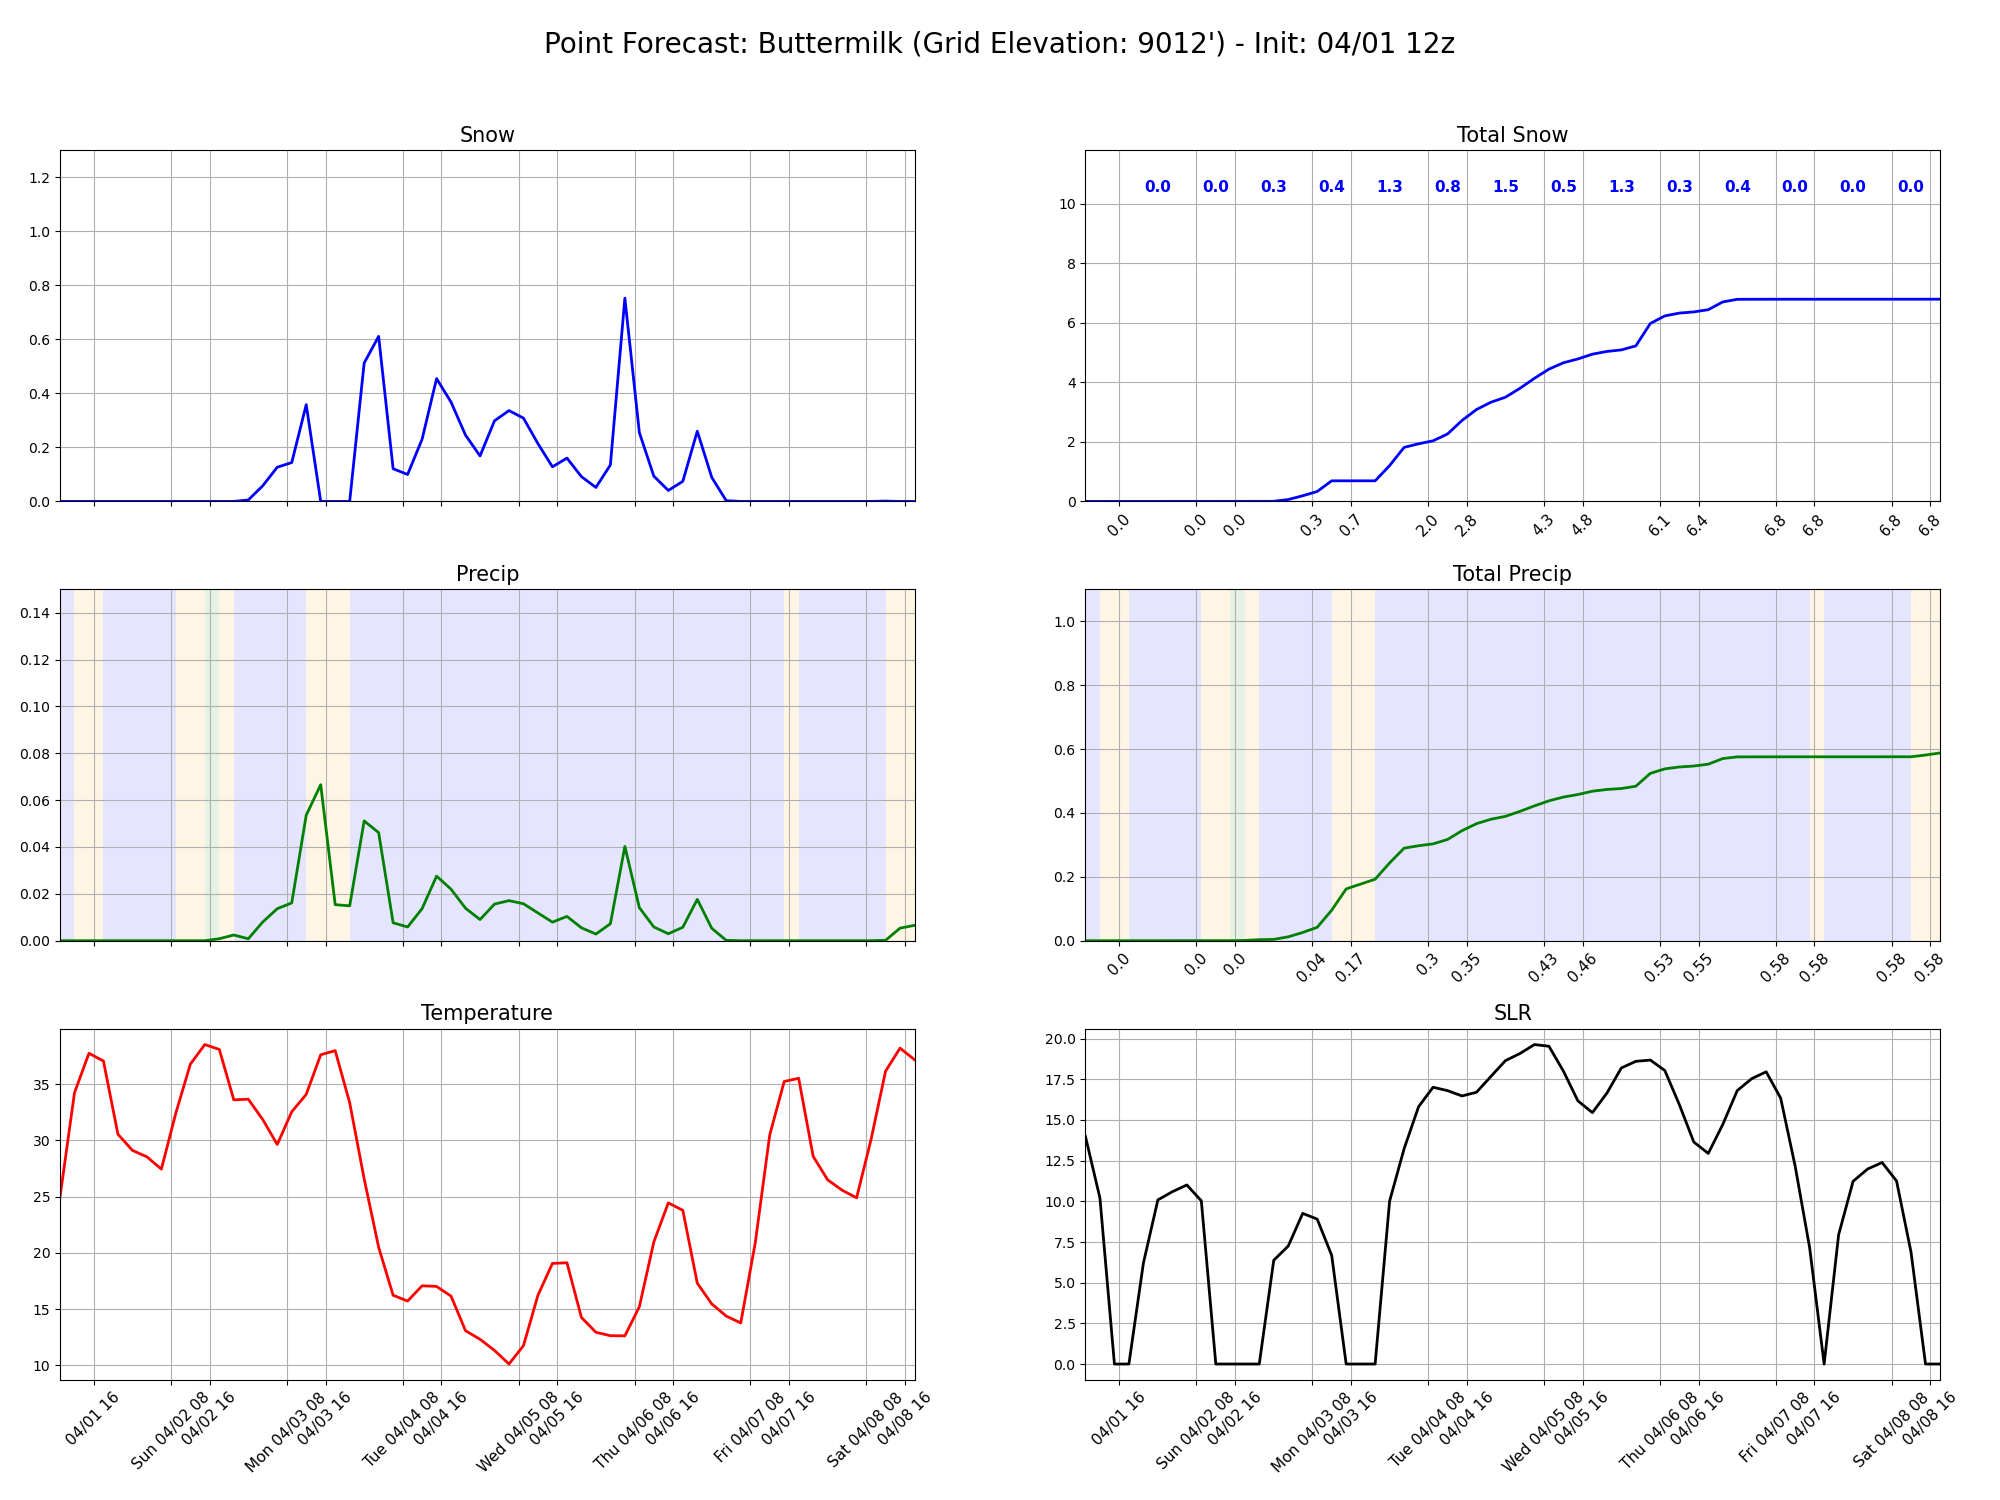 Point Forecast: Buttermilk (Grid Elevation: 9012') - Init: 04/01 12z
Snow
1.2
1.0
0.8
0.6
0.4
0.2
0.0
Total Snow
0.0 0.0 0.3 0.4 1.3 0.8 1.5 0.5 1.3 0.3 0.4 0.0 0.0 0.0
10
8
6
4
2
0
0.0 0.0 0.0 0.3 0.7 2.0 2.8 4.3 4.8 6.1 6.4 6.8 6.8 6.8 6.8
Precip
0.14
0.12
0.10
0.08
0.06
0.04
0.02
0.00
Total Precip
1.0
0.8
0.6
0.4
0.2
0.0
0.0 0.0 0.0 0.04 0.17 0.3 0.35 0.43 0.46 0.53 0.55 0.58 0.58 0.58 0.58
Temperature
35
30
25
20
15
10
04/01 16
Sun 04/02 08
04/02 16
Mon 04/03 08
04/03 16
Tue 04/04 08
04/04 16
Wed 04/05 08
04/05 16
Thu 04/06 08
04/06 16
Fri 04/07 08
04/07 16
Sat 04/08 08
04/08 16
SLR
20.0
17.5
15.0
12.5
10.0
7.5
5.0
2.5
0.0
04/01 16
Sun 04/02 08
04/02 16
Mon 04/03 08
04/03 16
Tue 04/04 08
04/04 16
Wed 04/05 08
04/05 16
Thu 04/06 08
04/06 16
Fri 04/07 08
04/07 16
Sat 04/08 08
04/08 16